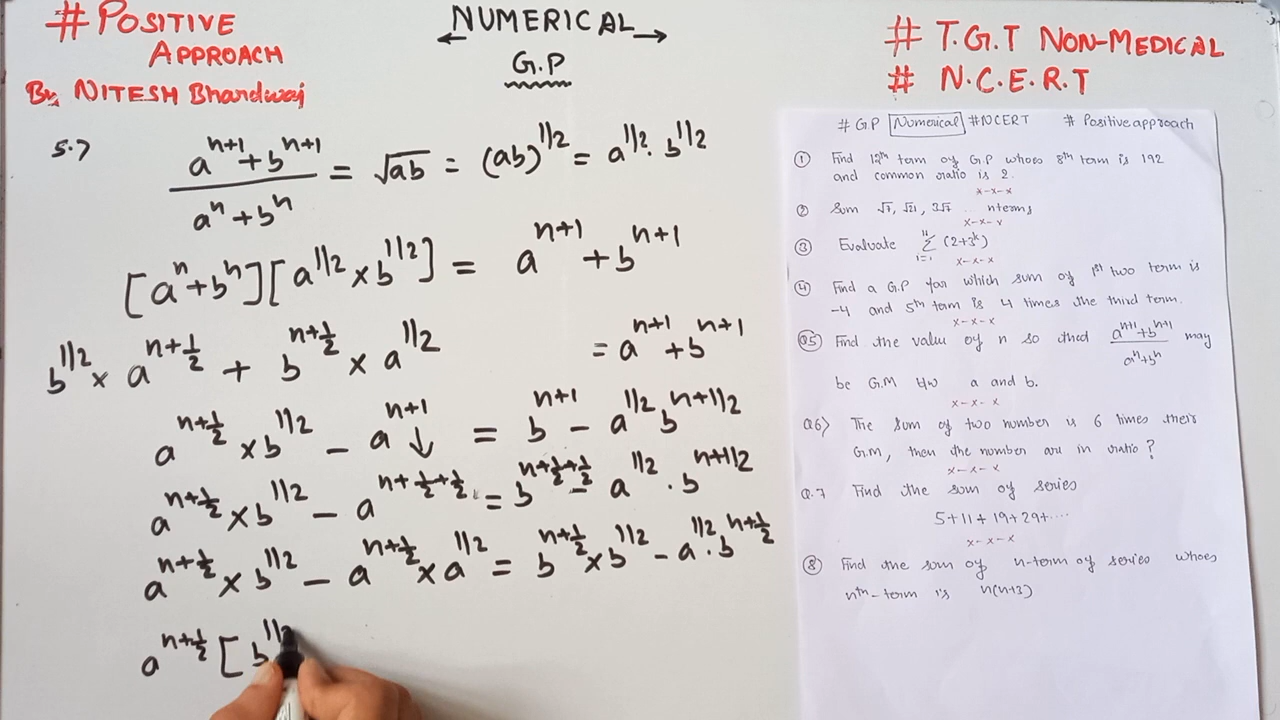 # POSITIVE
APPROACH
By NITESH Bhardwaj
NUMERICAL
G.P
# T.G.T NON-MEDICAL
# N.C.E.R.T
5.7
(a^{n+1} + b^{n+1}) / (a^n + b^n) = √ab = (ab)^{1/2} = a^{1/2} . b^{1/2}
[a^n + b^n] [a^{1/2} × b^{1/2}] = a^{n+1} + b^{n+1}
b^{1/2} × a^{n+1/2} + b^{n+1/2} × a^{1/2} = a^{n+1} + b^{n+1}
a^{n+1/2} × b^{1/2} - a^{n+1} ↓ = b^{n+1} - a^{1/2} b^{n+1/2}
a^{n+1/2} × b^{1/2} - a^{n+1/2+1/2} = b^{n+1/2+1/2} - a^{1/2} . b^{n+1/2}
a^{n+1/2} × b^{1/2} - a^{n+1/2} × a^{1/2} = b^{n+1/2} × b^{1/2} - a^{1/2} . b^{n+1/2}
a^{n+1/2} [ b^{1/2}
# G.P Numerical # NCERT # Positive approach
① Find 12th term of G.P whoes 8th term is 192
and common ratio is 2.
x-x-x
② Sum √7, √21, 3√7 ... n terms
x-x-x
③ Evaluate Σ_{i=1}^{11} (2+3^k)
x-x-x
④ Find a G.P for which sum of 1st two term is
-4 and 5th term is 4 times the third term.
x-x-x
Q5) Find the value of n so that (a^{n+1} + b^{n+1}) / (a^n + b^n) may
be G.M b/w a and b.
x-x-x
Q6) The sum of two number is 6 times their
G.M, then the number are in ratio ?
x-x-x
Q.7 Find the sum of series
5+11+19+29+....
x-x-x
⑧ Find the sum of n-term of series whoes
nth-term is n(n+3)